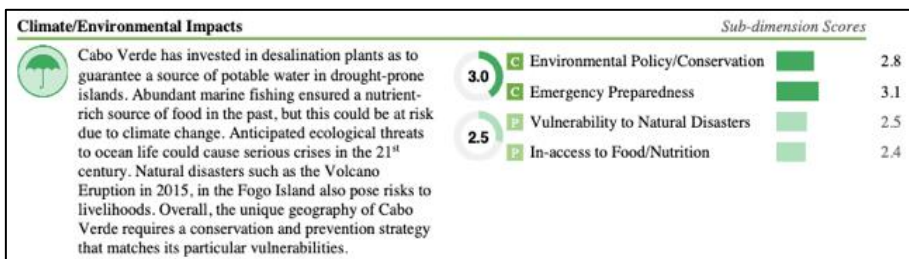 Climate/Environmental Impacts
Sub-dimension Scores
Cabo Verde has invested in desalination plants as to
guarantee a source of potable water in drought-prone
islands. Abundant marine fishing ensured a nutrient-
rich source of food in the past, but this could be at risk
due to climate change. Anticipated ecological threats
to ocean life could cause serious crises in the 21st
century. Natural disasters such as the Volcano
Eruption in 2015, in the Fogo Island also pose risks to
livelihoods. Overall, the unique geography of Cabo
Verde requires a conservation and prevention strategy
that matches its particular vulnerabilities.
3.0
C Environmental Policy/Conservation 2.8
C Emergency Preparedness 3.1
2.5
P Vulnerability to Natural Disasters 2.5
P In-access to Food/Nutrition 2.4